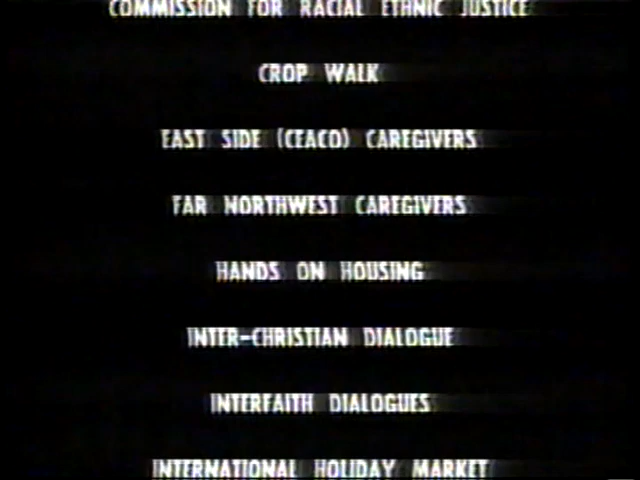 COMMISSION FOR RACIAL ETHNIC JUSTICE
CROP WALK
EAST SIDE (CEACO) CAREGIVERS
FAR NORTHWEST CAREGIVERS
HANDS ON HOUSING
INTER-CHRISTIAN DIALOGUE
INTERFAITH DIALOGUES
INTERNATIONAL HOLIDAY MARKET